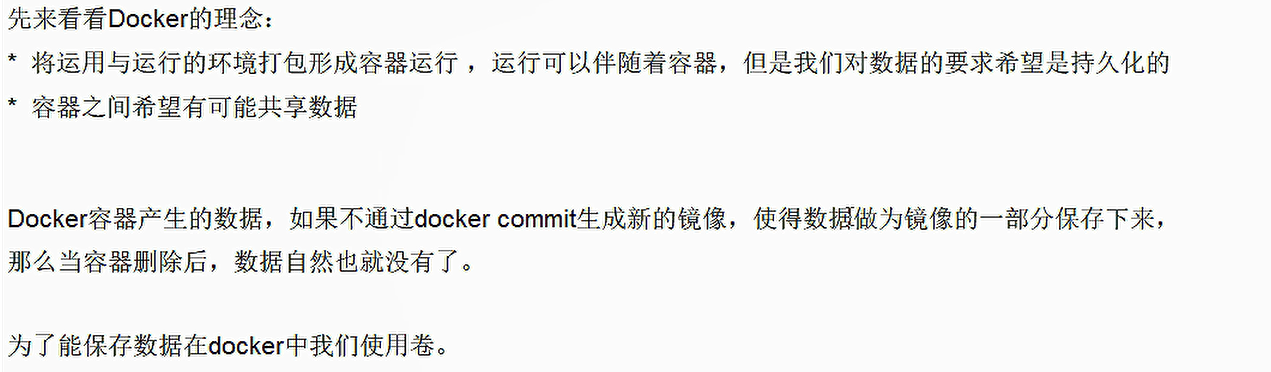 先来看看Docker的理念：
* 将运用与运行的环境打包形成容器运行 ，运行可以伴随着容器，但是我们对数据的要求希望是持久化的
* 容器之间希望有可能共享数据
Docker容器产生的数据，如果不通过docker commit生成新的镜像，使得数据做为镜像的一部分保存下来，
那么当容器删除后，数据自然也就没有了。
为了能保存数据在docker中我们使用卷。